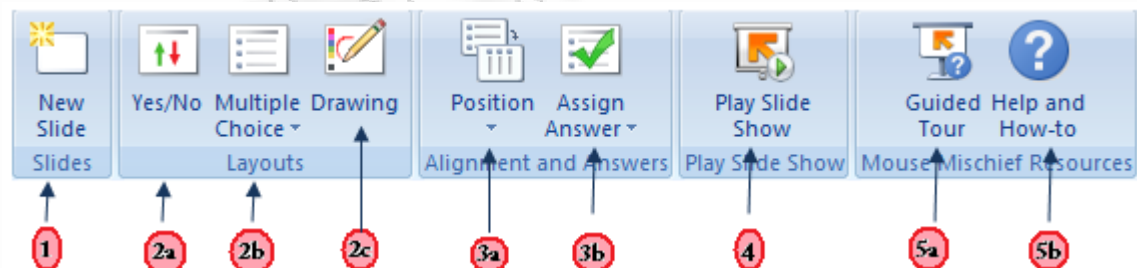 New Slide
Yes/No
Multiple Choice
Drawing
Position
Assign Answer
Play Slide Show
Guided Tour
Help and How-to
Slides
Layouts
Alignment and Answers
Play Slide Show
Mouse Mischief Resources
1
2a
2b
2c
3a
3b
4
5a
5b